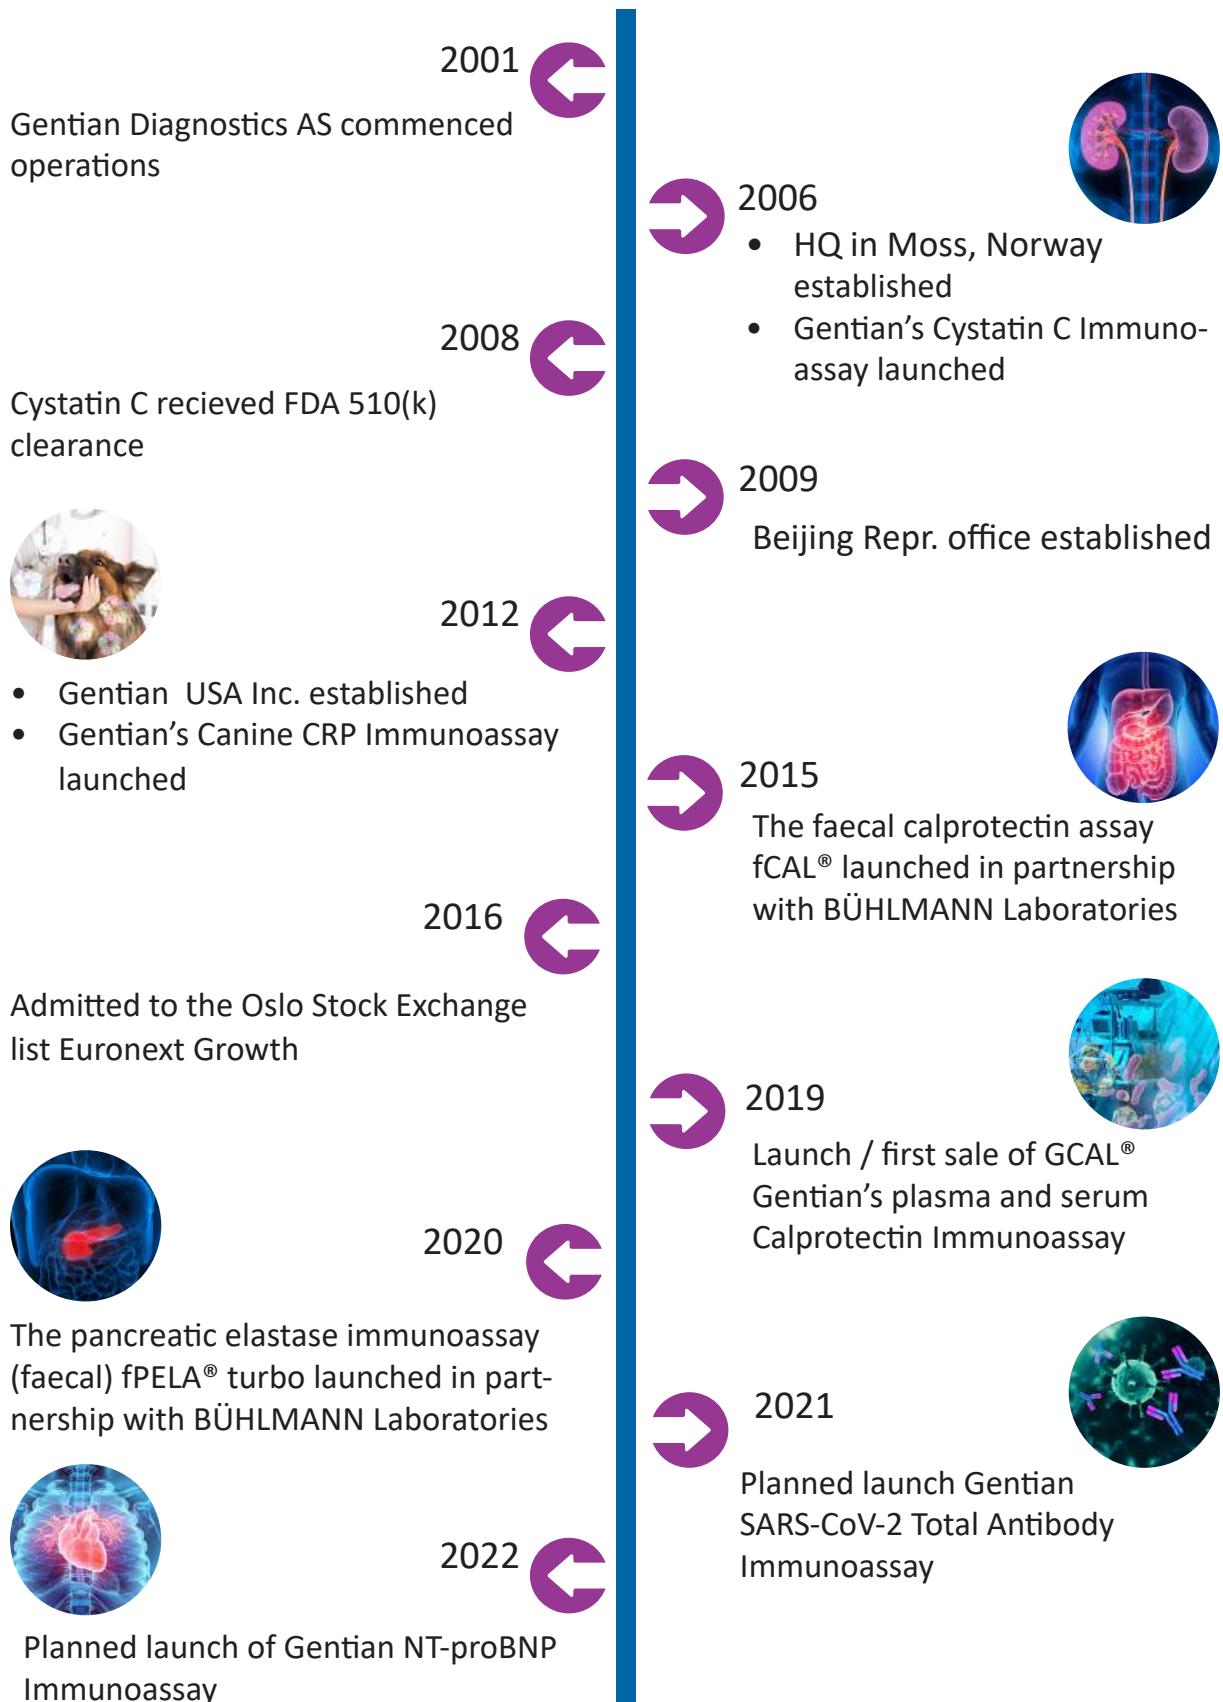 2001
Gentian Diagnostics AS commenced
operations
2006
• HQ in Moss, Norway
established
• Gentian’s Cystatin C Immuno-
assay launched
2008
Cystatin C recieved FDA 510(k)
clearance
2009
Beijing Repr. office established
2012
• Gentian  USA Inc. established
• Gentian’s Canine CRP Immunoassay
launched
2015
The faecal calprotectin assay
fCAL® launched in partnership
with BÜHLMANN Laboratories
2016
Admitted to the Oslo Stock Exchange
list Euronext Growth
2019
Launch / first sale of GCAL®
Gentian’s plasma and serum
Calprotectin Immunoassay
2020
The pancreatic elastase immunoassay
(faecal) fPELA® turbo launched in part-
nership with BÜHLMANN Laboratories
2021
Planned launch Gentian
SARS-CoV-2 Total Antibody
Immunoassay
2022
Planned launch of Gentian NT-proBNP
Immunoassay